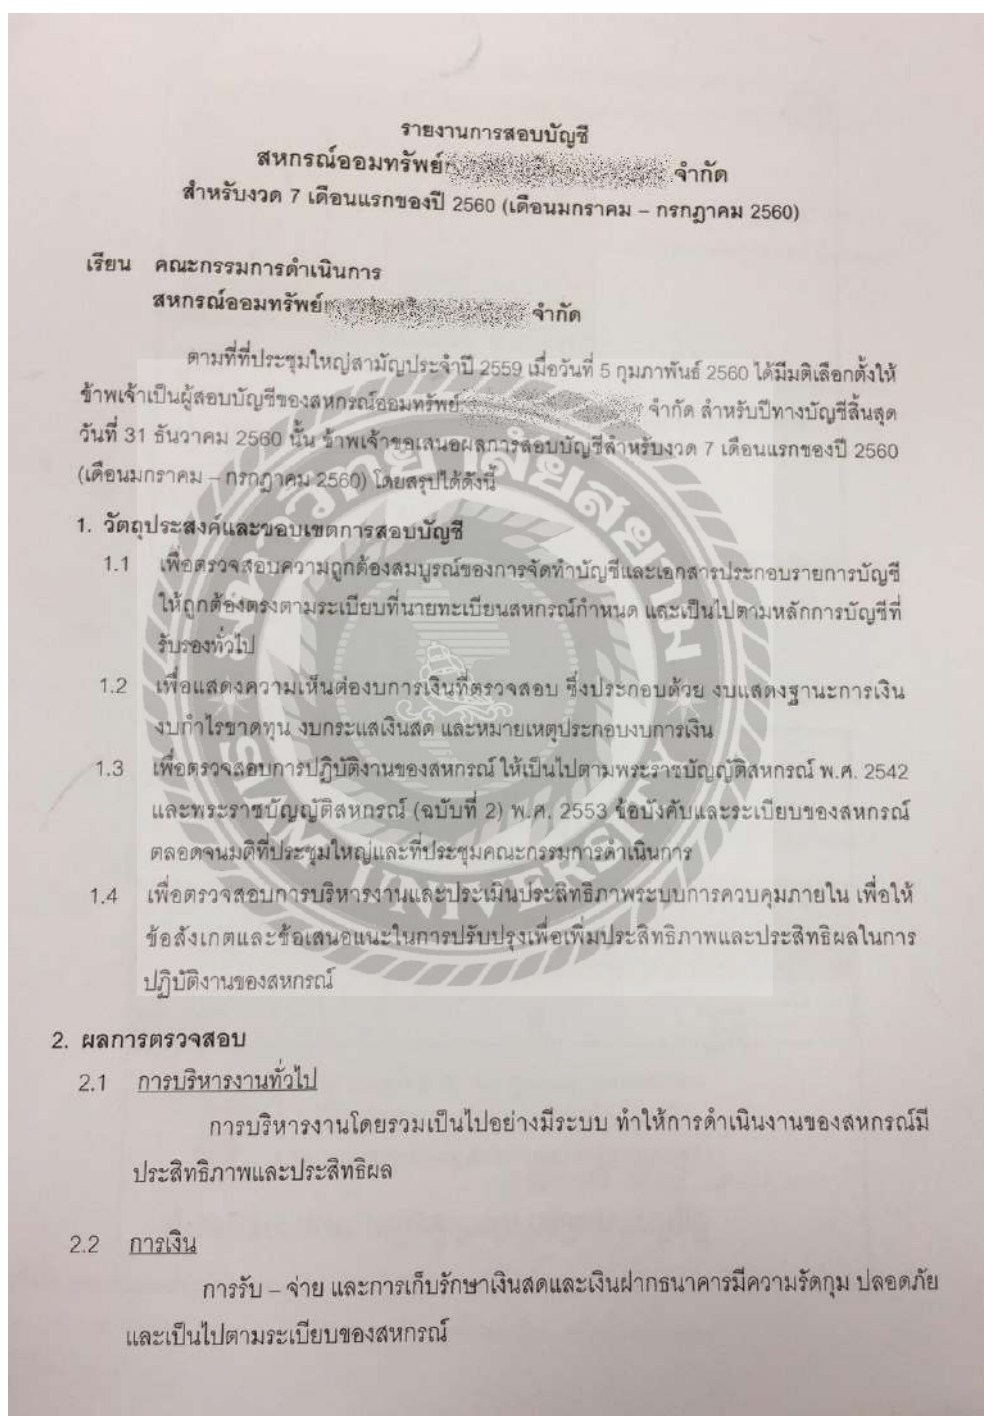 รายงานการสอบบัญชี
สหกรณ์ออมทรัพย์ จำกัด
สำหรับงวด 7 เดือนแรกของปี 2560 (เดือนมกราคม – กรกฎาคม 2560)
เรียน คณะกรรมการดำเนินการ
สหกรณ์ออมทรัพย์ จำกัด
ตามที่ที่ประชุมใหญ่สามัญประจำปี 2559 เมื่อวันที่ 5 กุมภาพันธ์ 2560 ได้มีมติเลือกตั้งให้
ข้าพเจ้าเป็นผู้สอบบัญชีของสหกรณ์ออมทรัพย์ จำกัด สำหรับปีทางบัญชีสิ้นสุด
วันที่ 31 ธันวาคม 2560 นั้น ข้าพเจ้าขอเสนอผลการสอบบัญชีสำหรับงวด 7 เดือนแรกของปี 2560
(เดือนมกราคม – กรกฎาคม 2560) โดยสรุปได้ดังนี้
1. วัตถุประสงค์และขอบเขตการสอบบัญชี
1.1 เพื่อตรวจสอบความถูกต้องสมบูรณ์ของการจัดทำบัญชีและเอกสารประกอบรายการบัญชี
ให้ถูกต้องตรงตามระเบียบที่นายทะเบียนสหกรณ์กำหนด และเป็นไปตามหลักการบัญชีที่
รับรองทั่วไป
1.2 เพื่อแสดงความเห็นต่องบการเงินที่ตรวจสอบ ซึ่งประกอบด้วย งบแสดงฐานะการเงิน
งบกำไรขาดทุน งบกระแสเงินสด และหมายเหตุประกอบงบการเงิน
1.3 เพื่อตรวจสอบการปฏิบัติงานของสหกรณ์ ให้เป็นไปตามพระราชบัญญัติสหกรณ์ พ.ศ. 2542
และพระราชบัญญัติสหกรณ์ (ฉบับที่ 2) พ.ศ. 2553 ข้อบังคับและระเบียบของสหกรณ์
ตลอดจนมติที่ประชุมใหญ่และที่ประชุมคณะกรรมการดำเนินการ
1.4 เพื่อตรวจสอบการบริหารงานและประเมินประสิทธิภาพระบบการควบคุมภายใน เพื่อให้
ข้อสังเกตและข้อเสนอแนะในการปรับปรุงเพื่อเพิ่มประสิทธิภาพและประสิทธิผลในการ
ปฏิบัติงานของสหกรณ์
2. ผลการตรวจสอบ
2.1 การบริหารงานทั่วไป
การบริหารงานโดยรวมเป็นไปอย่างมีระบบ ทำให้การดำเนินงานของสหกรณ์มี
ประสิทธิภาพและประสิทธิผล
2.2 การเงิน
การรับ – จ่าย และการเก็บรักษาเงินสดและเงินฝากธนาคารมีความรัดกุม ปลอดภัย
และเป็นไปตามระเบียบของสหกรณ์
มหาวิทยาลัยสยาม
SIAM UNIVERSITY